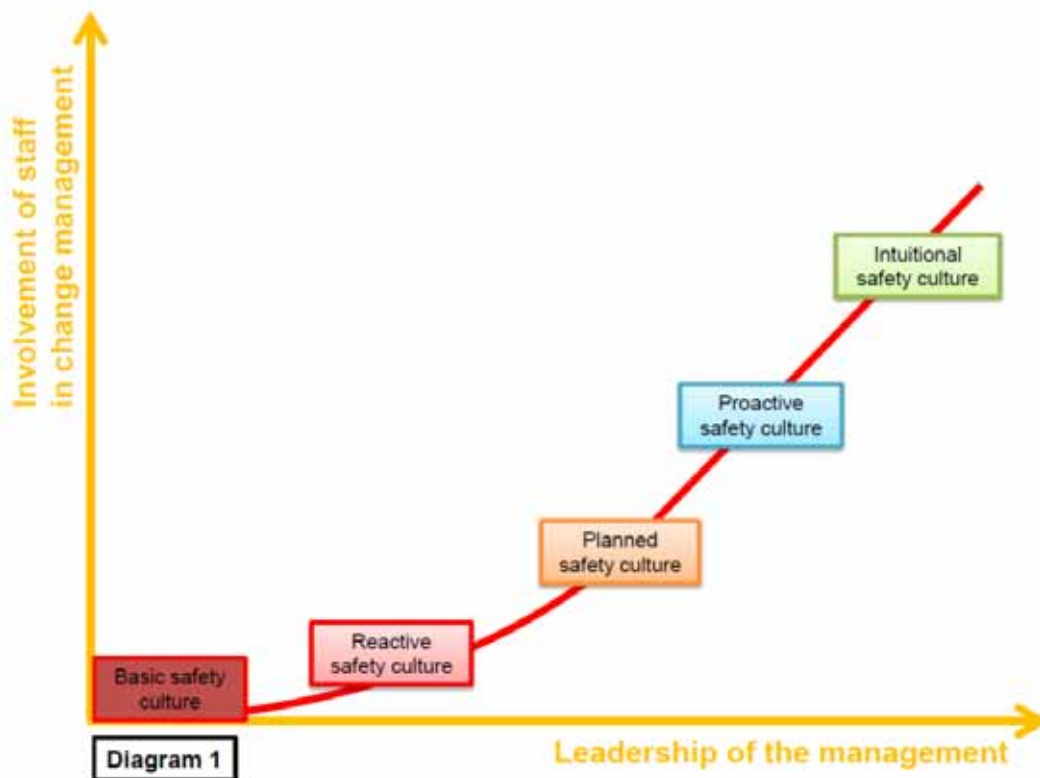 Involvement of staff
in change management
Intuitional
safety culture
Proactive
safety culture
Planned
safety culture
Reactive
safety culture
Basic safety
culture
Diagram 1
Leadership of the management